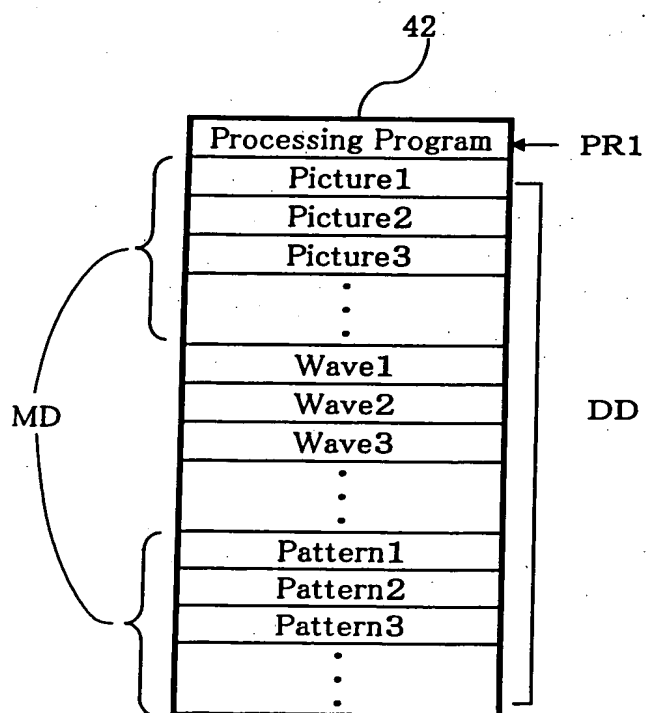 42
Processing Program PR1
Picture1
Picture2
Picture3
Wave1
Wave2
MD Wave3 DD
Pattern1
Pattern2
Pattern3